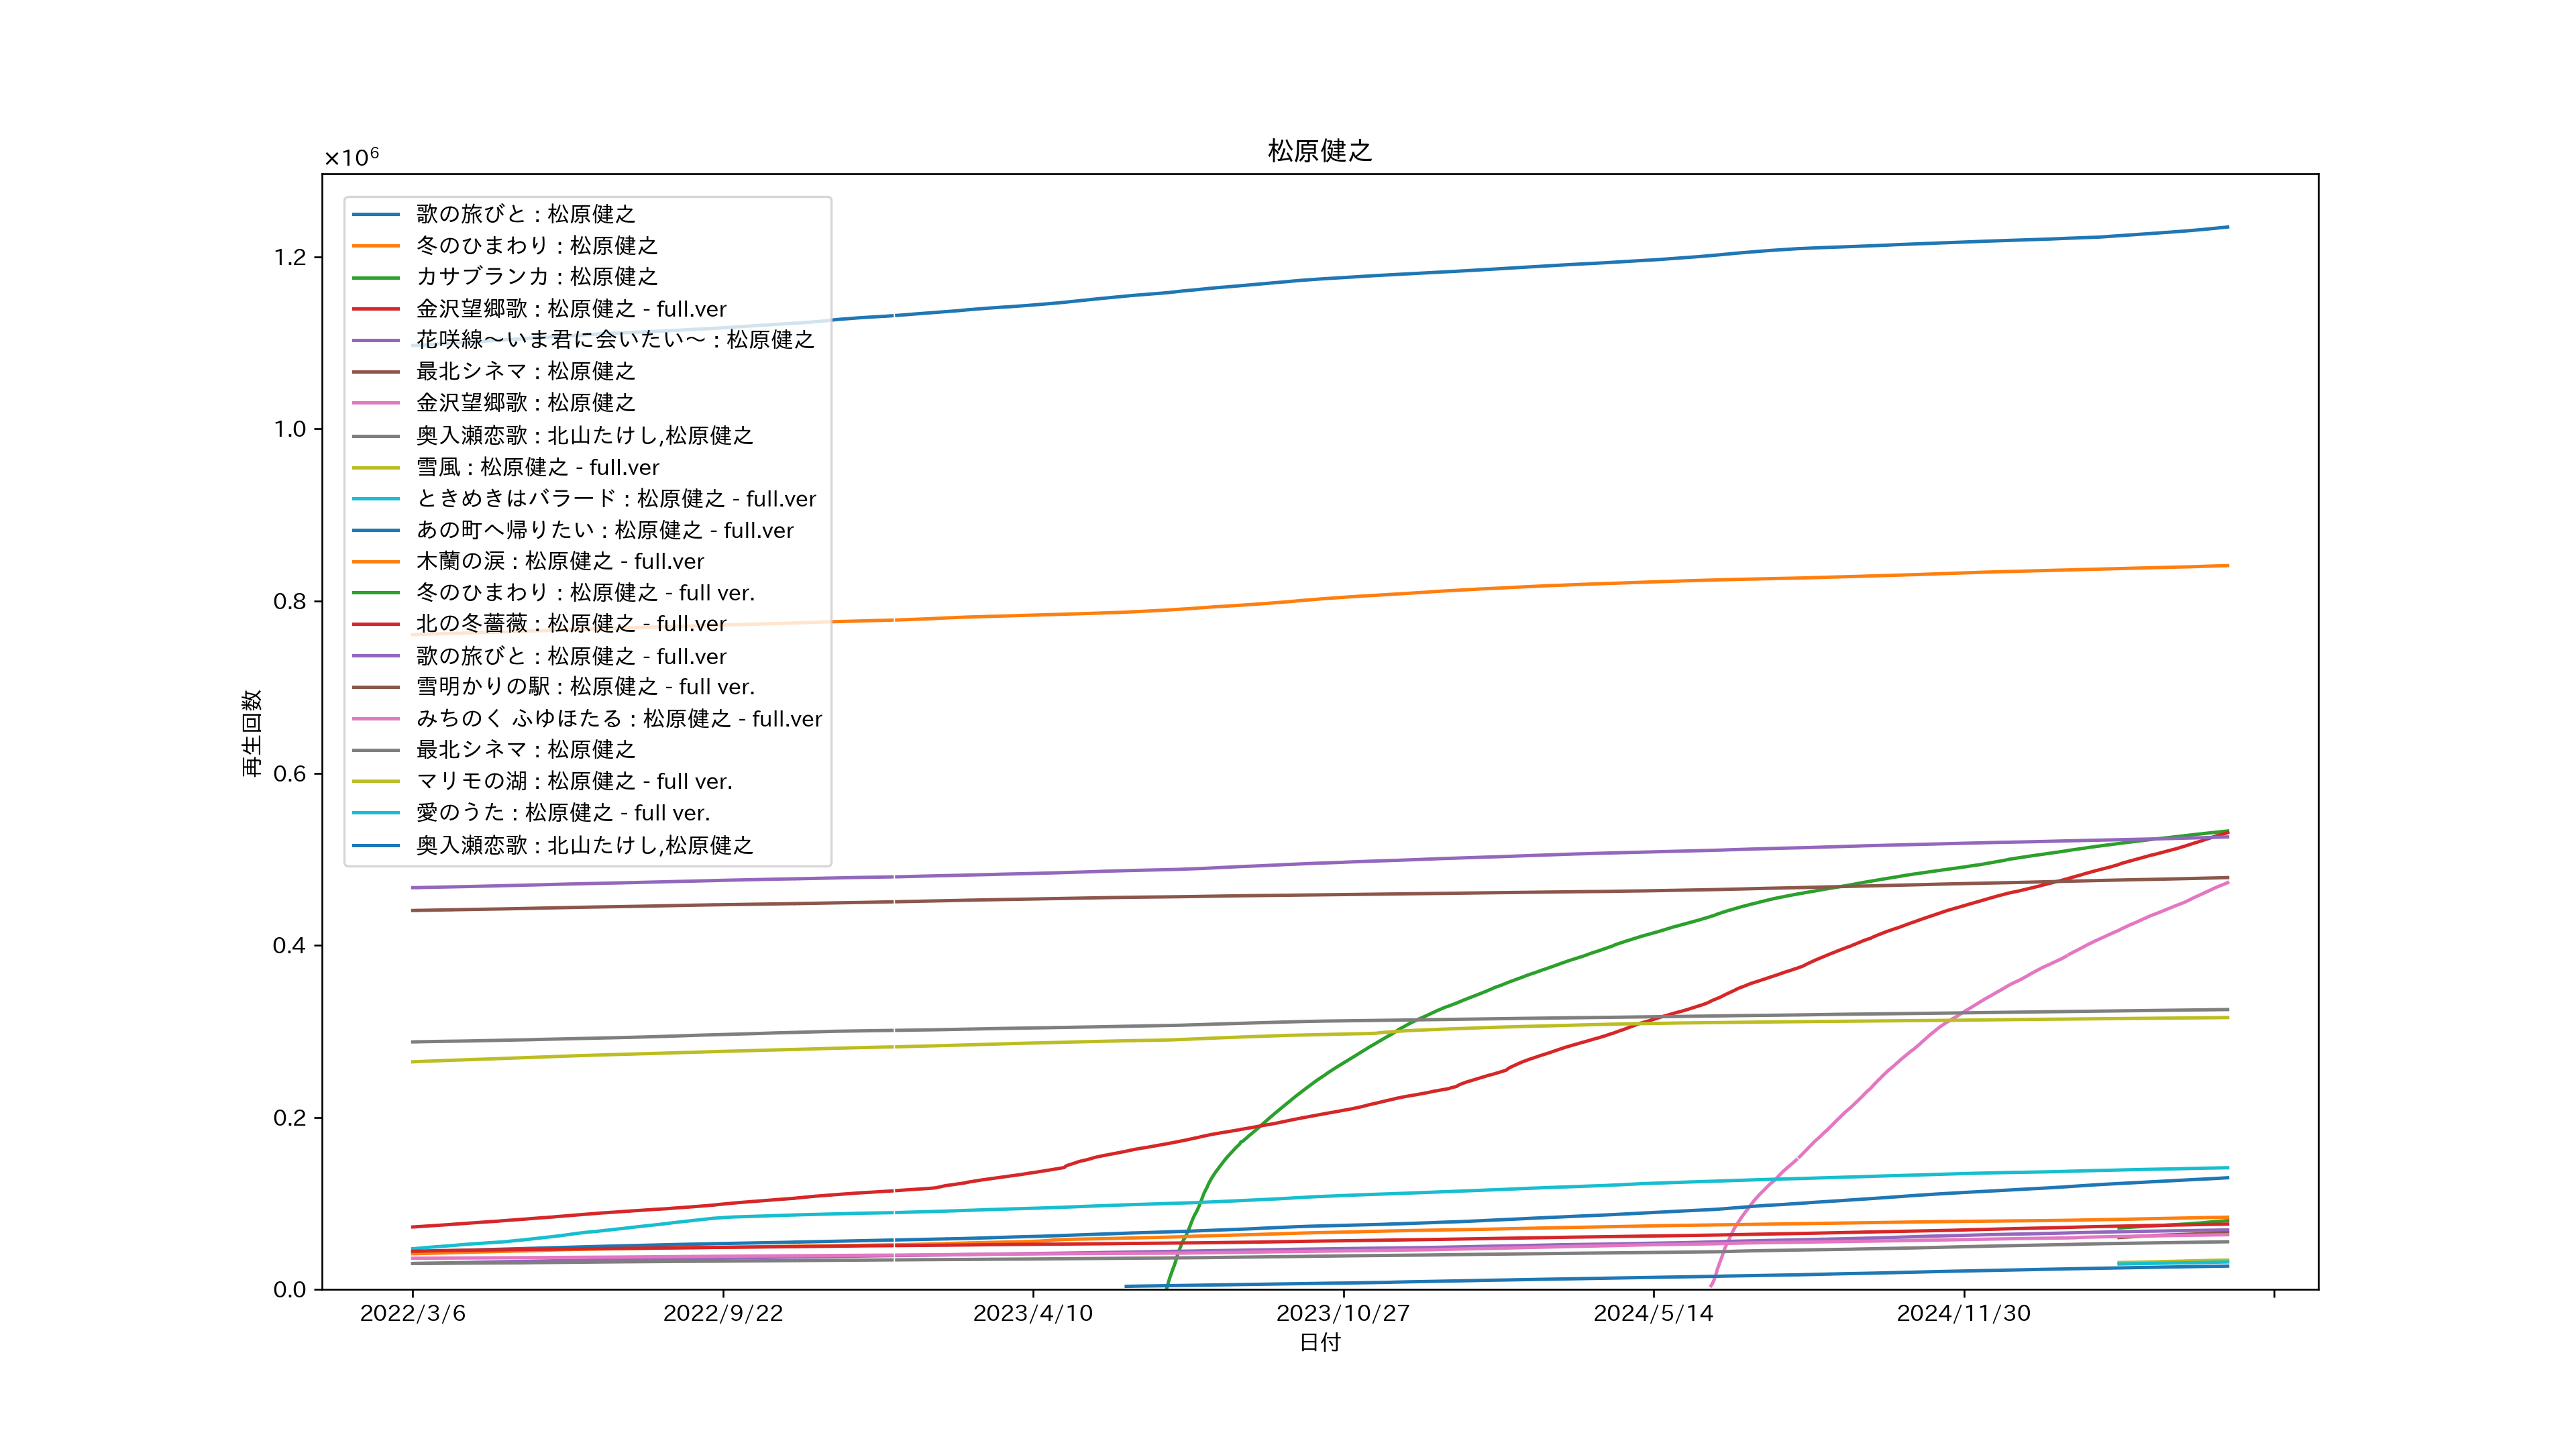 松原健之
×10⁶
1.2
1.0
0.8
0.6
0.4
0.2
0.0
再生回数
歌の旅びと : 松原健之
冬のひまわり : 松原健之
カサブランカ : 松原健之
金沢望郷歌 : 松原健之 - full.ver
花咲線～いま君に会いたい～ : 松原健之
最北シネマ : 松原健之
金沢望郷歌 : 松原健之
奥入瀬恋歌 : 北山たけし,松原健之
雪風 : 松原健之 - full.ver
ときめきはバラード : 松原健之 - full.ver
あの町へ帰りたい : 松原健之 - full.ver
木蘭の涙 : 松原健之 - full.ver
冬のひまわり : 松原健之 - full ver.
北の冬薔薇 : 松原健之 - full.ver
歌の旅びと : 松原健之 - full.ver
雪明かりの駅 : 松原健之 - full ver.
みちのく ふゆほたる : 松原健之 - full.ver
最北シネマ : 松原健之
マリモの湖 : 松原健之 - full ver.
愛のうた : 松原健之 - full ver.
奥入瀬恋歌 : 北山たけし,松原健之
2022/3/6 2022/9/22 2023/4/10 2023/10/27 2024/5/14 2024/11/30
日付